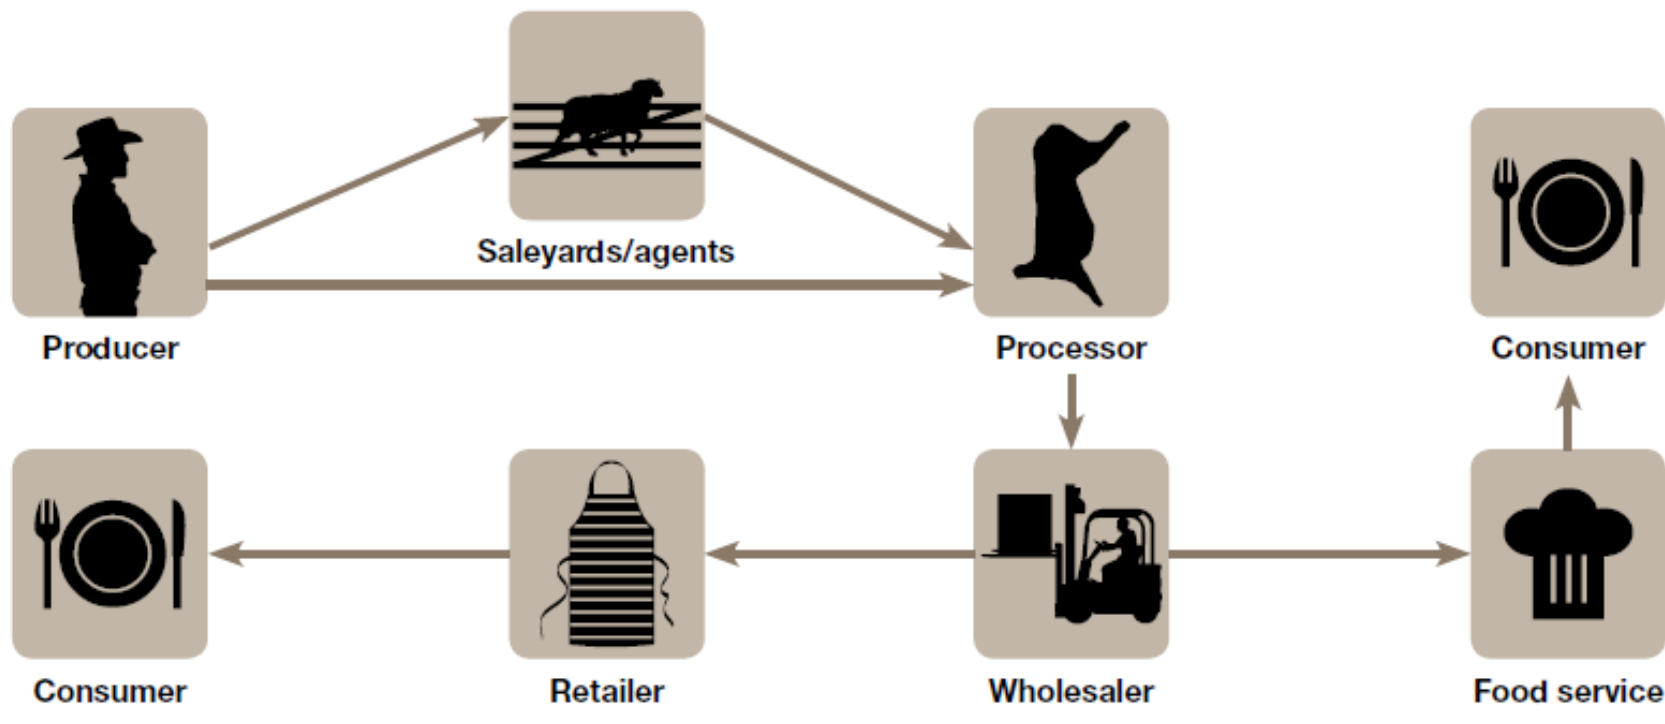 Saleyards/agents
Producer
Processor
Consumer
Consumer
Retailer
Wholesaler
Food service